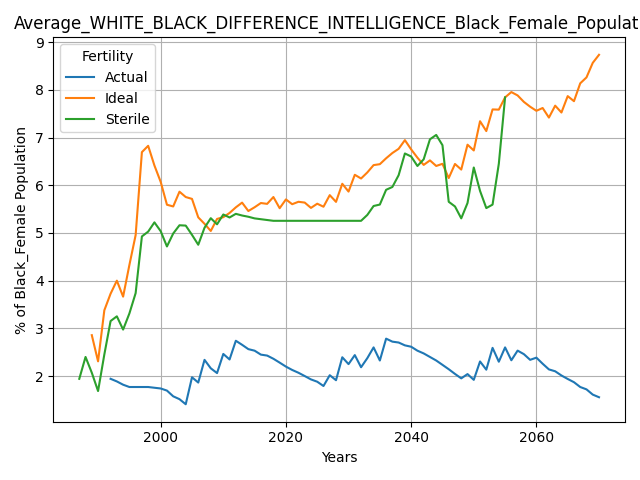 Average_WHITE_BLACK_DIFFERENCE_INTELLIGENCE_Black_Female_Populat
Fertility
Actual
Ideal
Sterile
% of Black_Female Population
9
8
7
6
5
4
3
2
2000 2020 2040 2060
Years